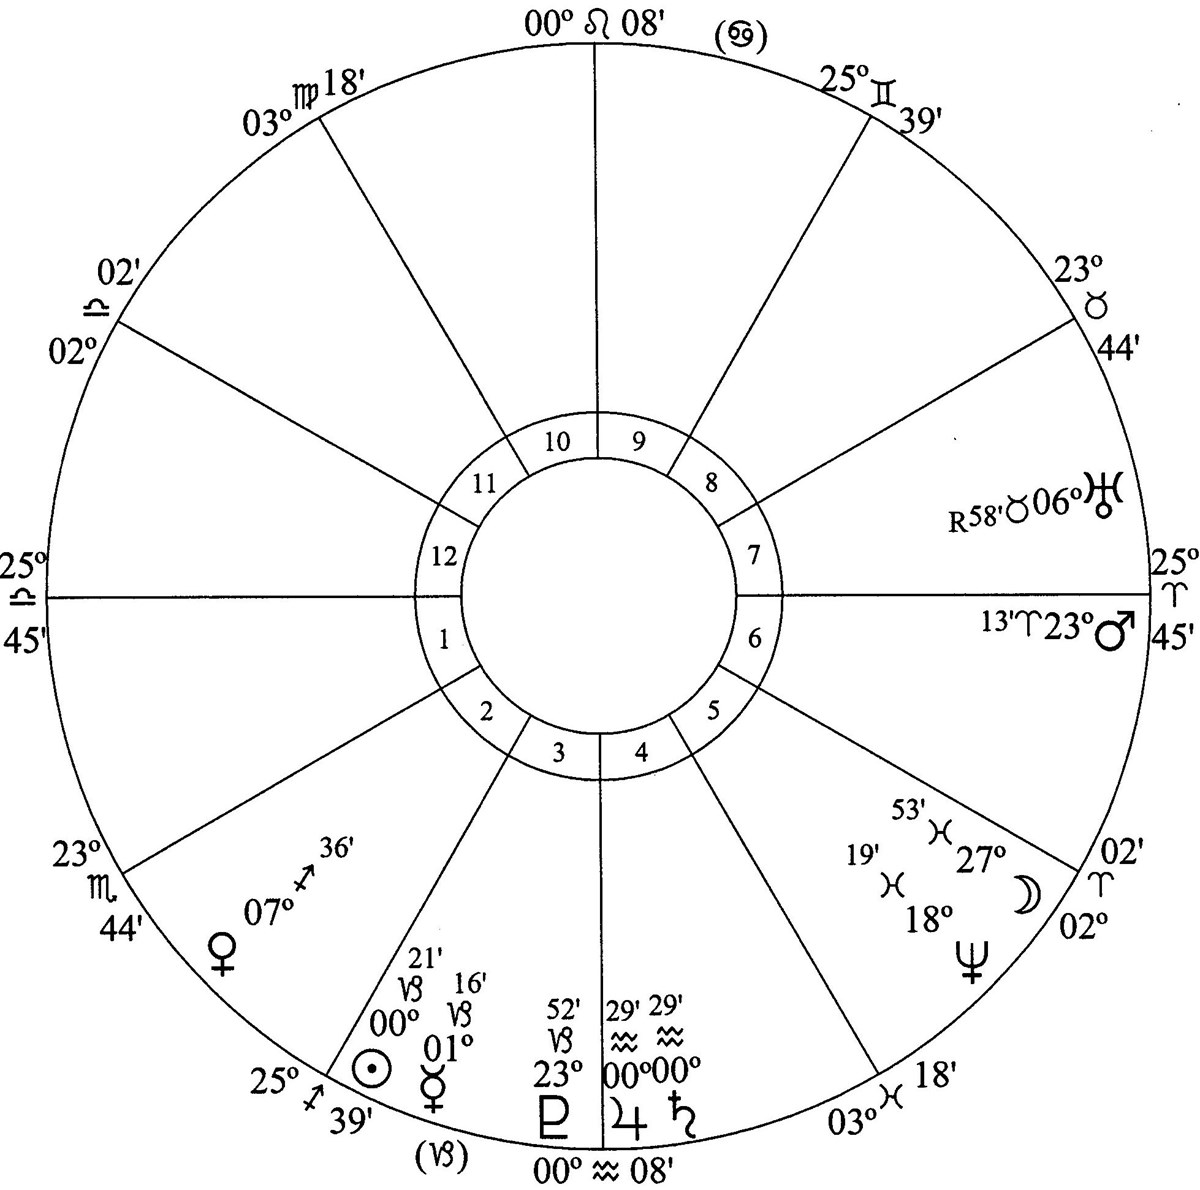 00º ♌ 08'
(♋)
25º ♊ 39'
23º ♉ 44'
R 58' ♉ 06º ♅
25º ♈ 45'
13' ♈ 23º ♂
02' ♈ 02º
53' ♓ 27º ☽
19' ♓ 18º ♆
18' ♓ 03º
29' ♒ 00º ♄
29' ♒ 00º ♃
00º ♒ 08'
52' ♑ 23º ♇
(♑)
16' ♑ 01º ☿
21' ♑ 00º ☉
25º ♐ 39'
36' ♐ 07º ♀
23º ♏ 44'
25º ♎ 45'
02' ♎ 02º
03º ♍ 18'
10
9
11
8
12
7
1
6
2
5
3
4